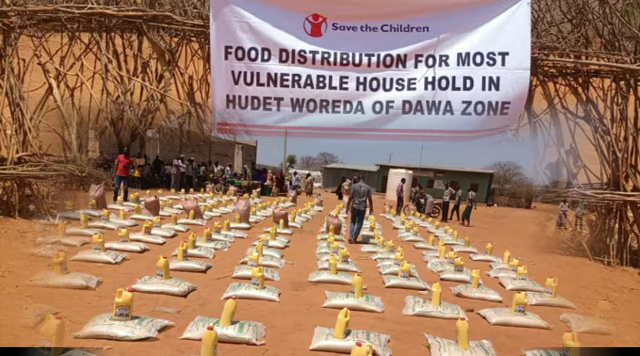 Save the Children
FOOD DISTRIBUTION FOR MOST
VULNERABLE HOUSE HOLD IN
HUDET WOREDA OF DAWA ZONE